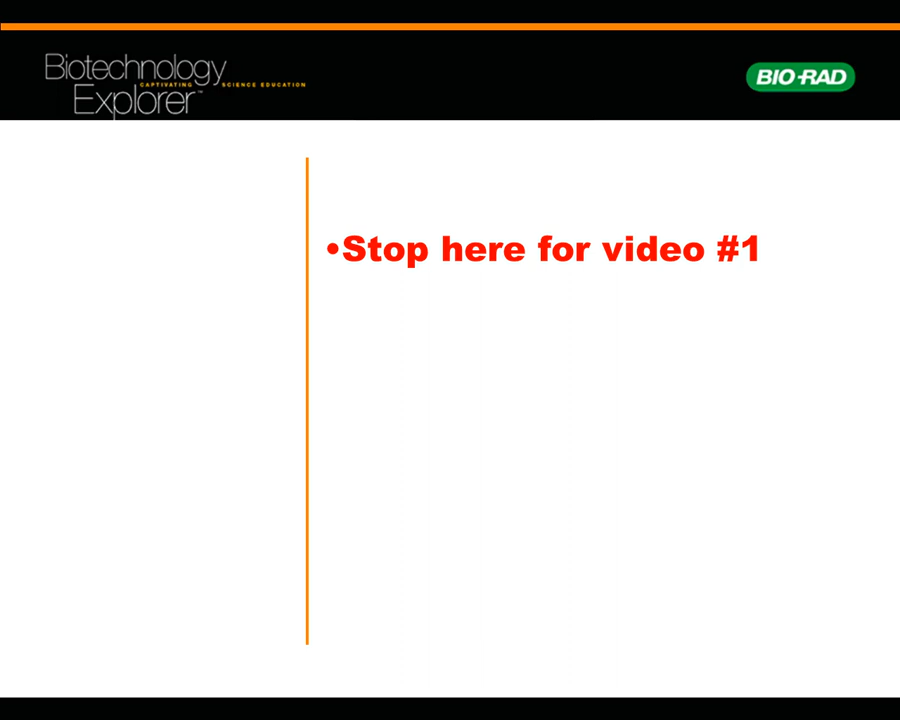 Biotechnology
CAPTIVATING SCIENCE EDUCATION
Explorer™
BIO-RAD
•Stop here for video #1